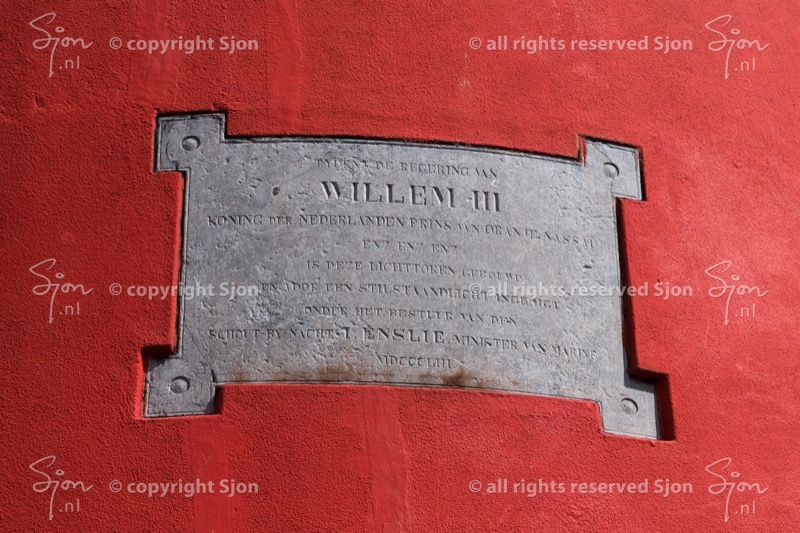 Sjon .nl © copyright Sjon © all rights reserved Sjon Sjon .nl
TYDENS DE REGERING VAN
WILLEM III
KONING DER NEDERLANDEN PRINS VAN ORANJE-NASSAU
ENZ ENZ ENZ
IS DEZE LICHTTOREN GEBOUWD
Sjon .nl © copyright Sjon © all rights reserved Sjon Sjon .nl
EN VOOR EEN STILSTAANDLICHT INGERIGT
ONDER HET BESTUUR VAN DEN
SCHOUT-BY-NACHT I. ENSLIE, MINISTER VAN MARINE
MDCCCLIII
Sjon .nl © copyright Sjon © all rights reserved Sjon Sjon .nl